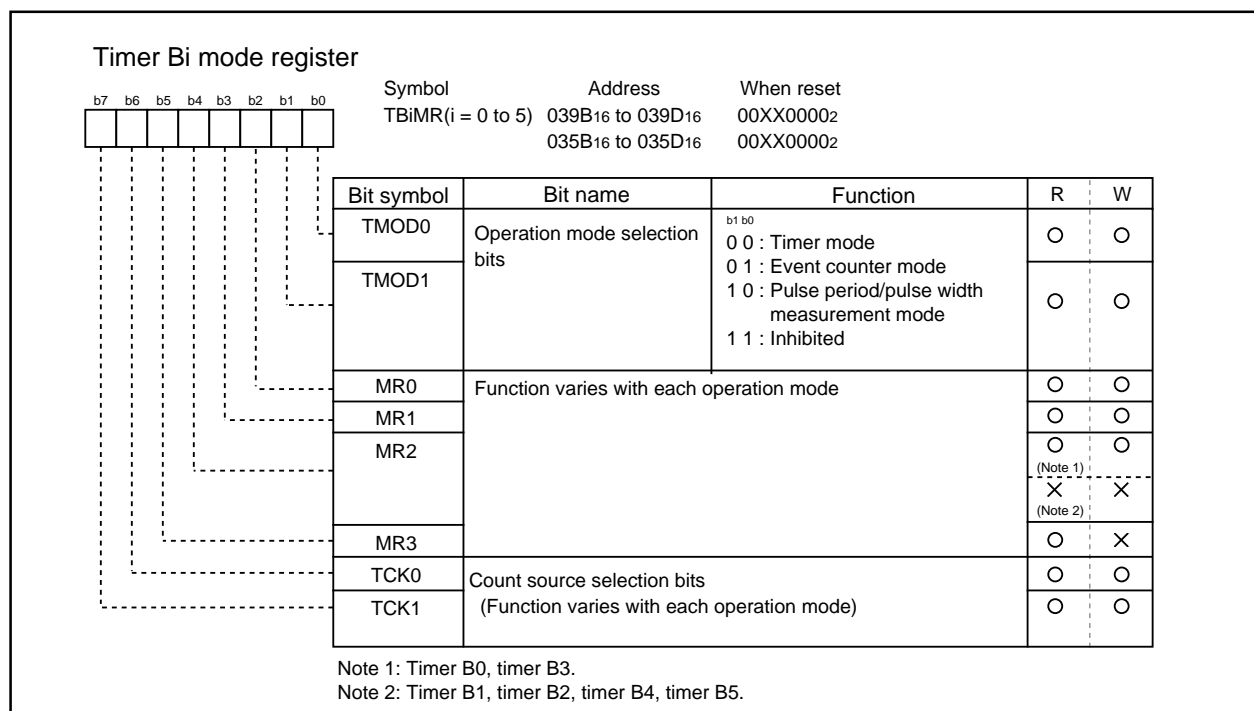 Timer Bi mode register
Symbol Address When reset
b7 b6 b5 b4 b3 b2 b1 b0
TBiMR(i = 0 to 5) 039B16 to 039D16 00XX00002
035B16 to 035D16 00XX00002
Bit symbol Bit name Function R W
TMOD0 Operation mode selection bits
b1 b0
0 0 : Timer mode
0 1 : Event counter mode
TMOD1
1 0 : Pulse period/pulse width
measurement mode
1 1 : Inhibited
MR0 Function varies with each operation mode
MR1
MR2
(Note 1)
(Note 2)
MR3
TCK0 Count source selection bits
TCK1 (Function varies with each operation mode)
Note 1: Timer B0, timer B3.
Note 2: Timer B1, timer B2, timer B4, timer B5.